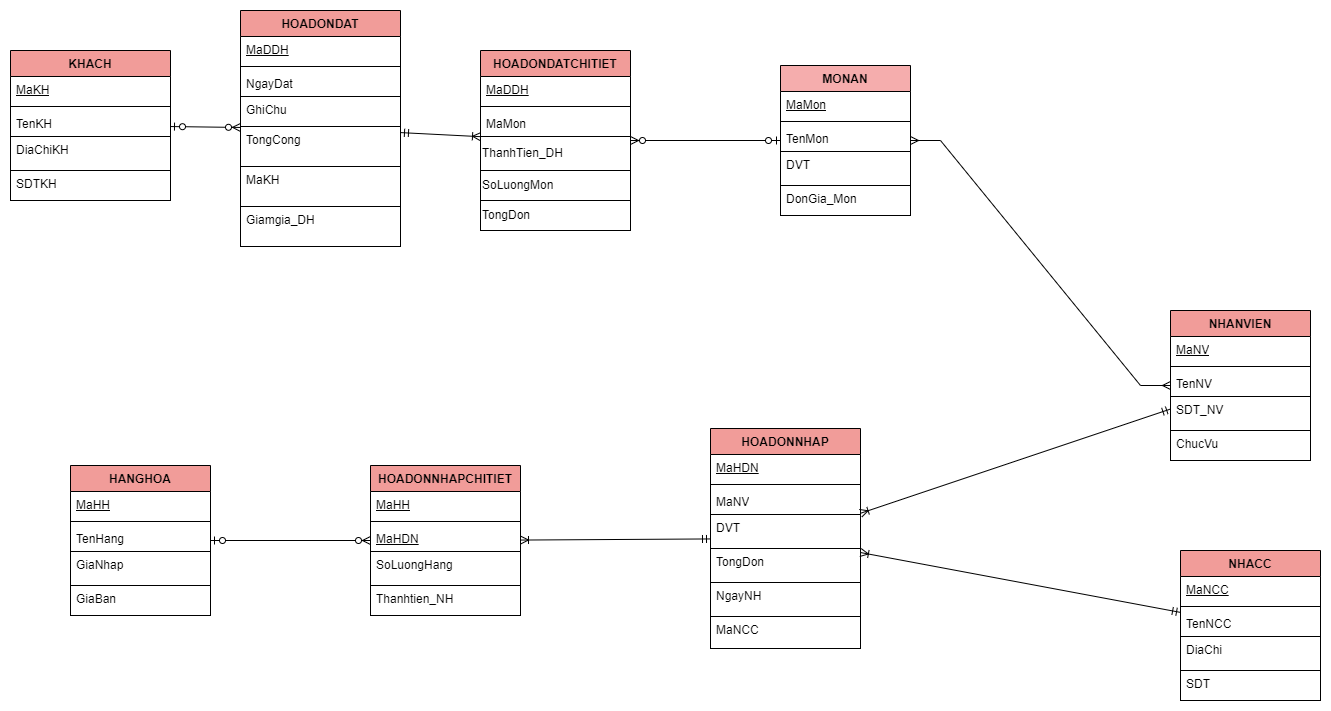 KHACH
MaKH
TenKH
DiaChiKH
SDTKH
HOADONDAT
MaDDH
NgayDat
GhiChu
TongCong
MaKH
Giamgia_DH
HOADONDATCHITIET
MaDDH
MaMon
ThanhTien_DH
SoLuongMon
TongDon
MONAN
MaMon
TenMon
DVT
DonGia_Mon
NHANVIEN
MaNV
TenNV
SDT_NV
ChucVu
HANGHOA
MaHH
TenHang
GiaNhap
GiaBan
HOADONNHAPCHITIET
MaHH
MaHDN
SoLuongHang
Thanhtien_NH
HOADONNHAP
MaHDN
MaNV
DVT
TongDon
NgayNH
MaNCC
NHACC
MaNCC
TenNCC
DiaChi
SDT